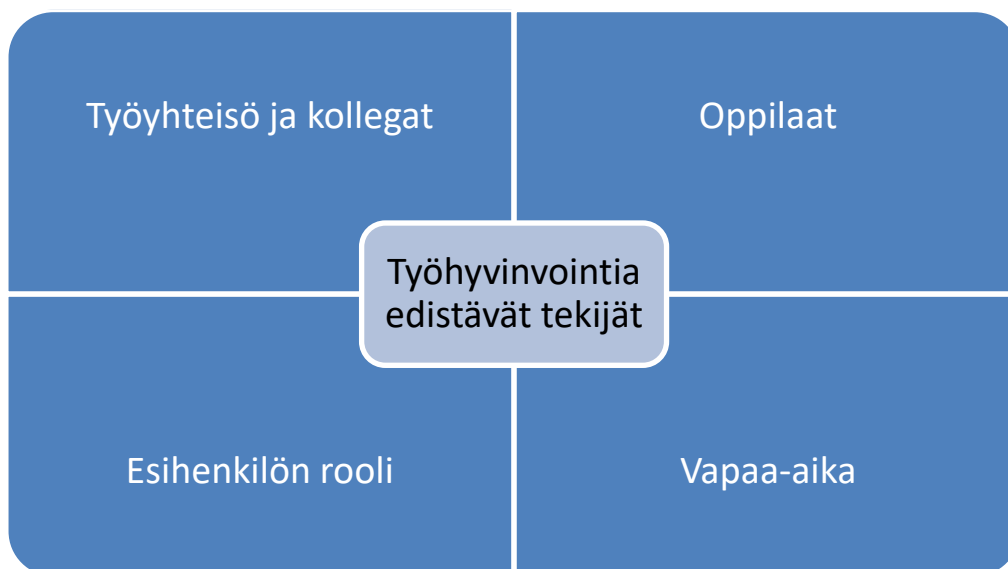 Työyhteisö ja kollegat
Oppilaat
Työhyvinvointia
edistävät tekijät
Esihenkilön rooli
Vapaa-aika